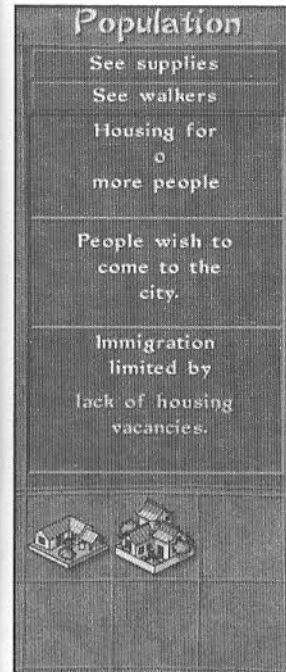 Population
See supplies
See walkers
Housing for
0
more people
People wish to
come to the
city.
Immigration
limited by
lack of housing
vacancies.